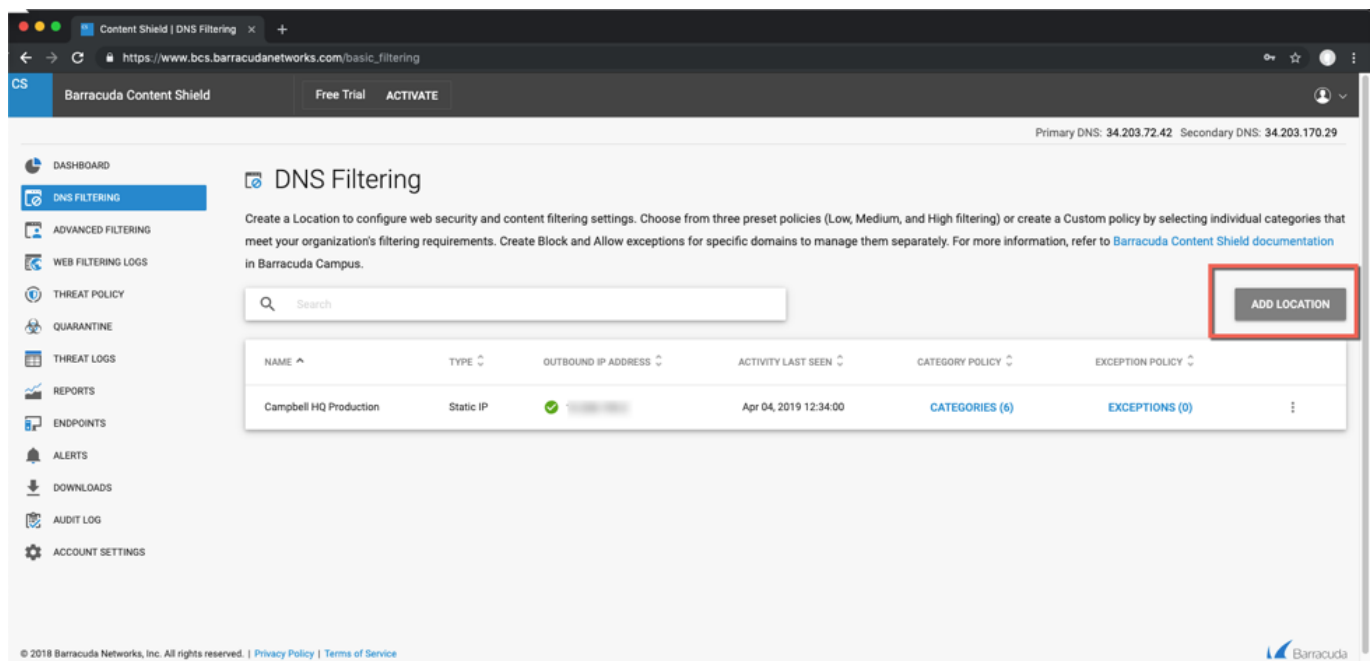 Content Shield | DNS Filtering
https://www.bcs.barracudanetworks.com/basic_filtering
CS
Barracuda Content Shield
Free Trial ACTIVATE
Primary DNS: 34.203.72.42 Secondary DNS: 34.203.170.29
DASHBOARD
DNS FILTERING
ADVANCED FILTERING
WEB FILTERING LOGS
THREAT POLICY
QUARANTINE
THREAT LOGS
REPORTS
ENDPOINTS
ALERTS
DOWNLOADS
AUDIT LOG
ACCOUNT SETTINGS
DNS Filtering
Create a Location to configure web security and content filtering settings. Choose from three preset policies (Low, Medium, and High filtering) or create a Custom policy by selecting individual categories that
meet your organization's filtering requirements. Create Block and Allow exceptions for specific domains to manage them separately. For more information, refer to Barracuda Content Shield documentation
in Barracuda Campus.
Search
ADD LOCATION
NAME TYPE OUTBOUND IP ADDRESS ACTIVITY LAST SEEN CATEGORY POLICY EXCEPTION POLICY
Campbell HQ Production Static IP Apr 04, 2019 12:34:00 CATEGORIES (6) EXCEPTIONS (0)
© 2018 Barracuda Networks, Inc. All rights reserved. | Privacy Policy | Terms of Service
Barracuda